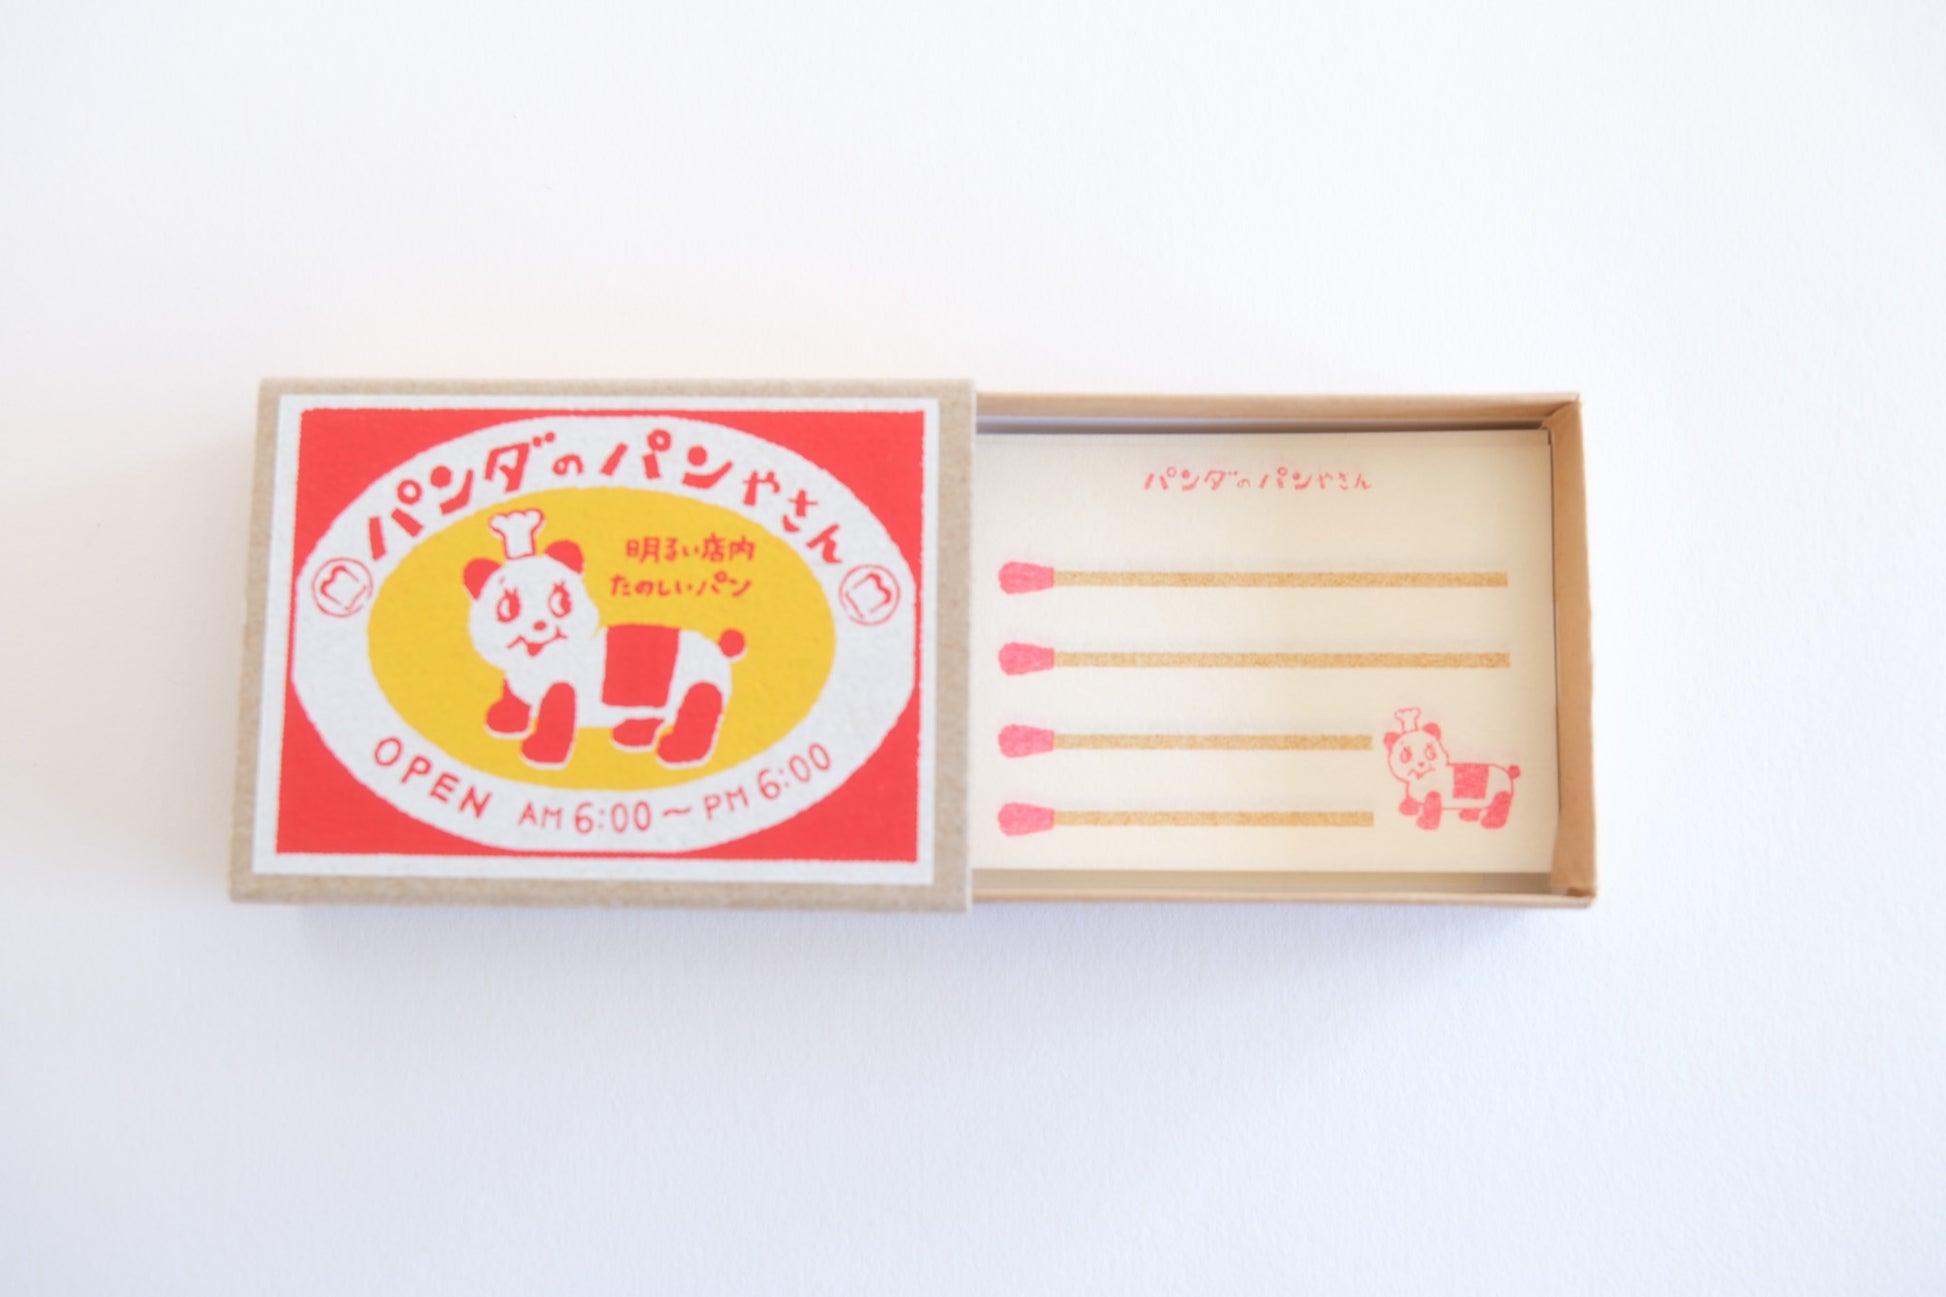 パンダのパンやさん
明るい店内
たのしいパン
OPEN AM 6:00〜PM 6:00
パンダのパンやさん